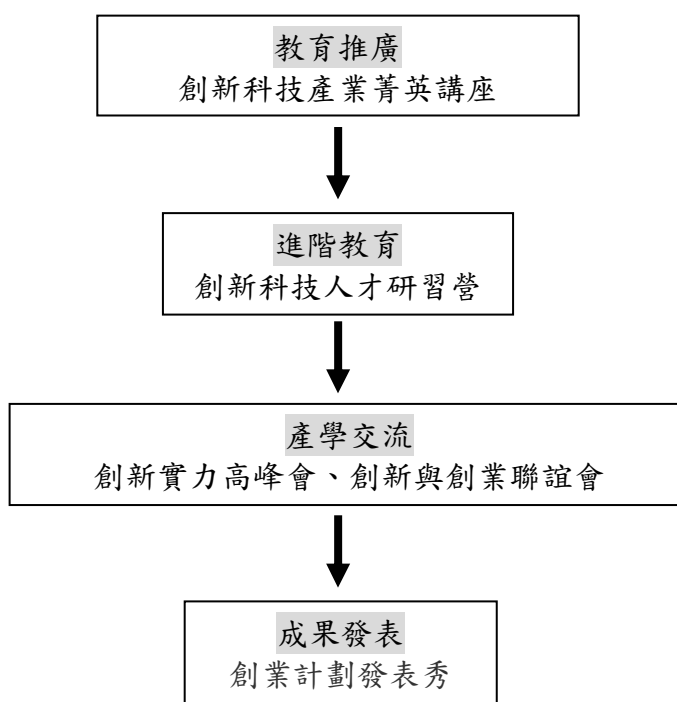 教育推廣
創新科技產業菁英講座
進階教育
創新科技人才研習營
產學交流
創新實力高峰會、創新與創業聯誼會
成果發表
創業計劃發表秀